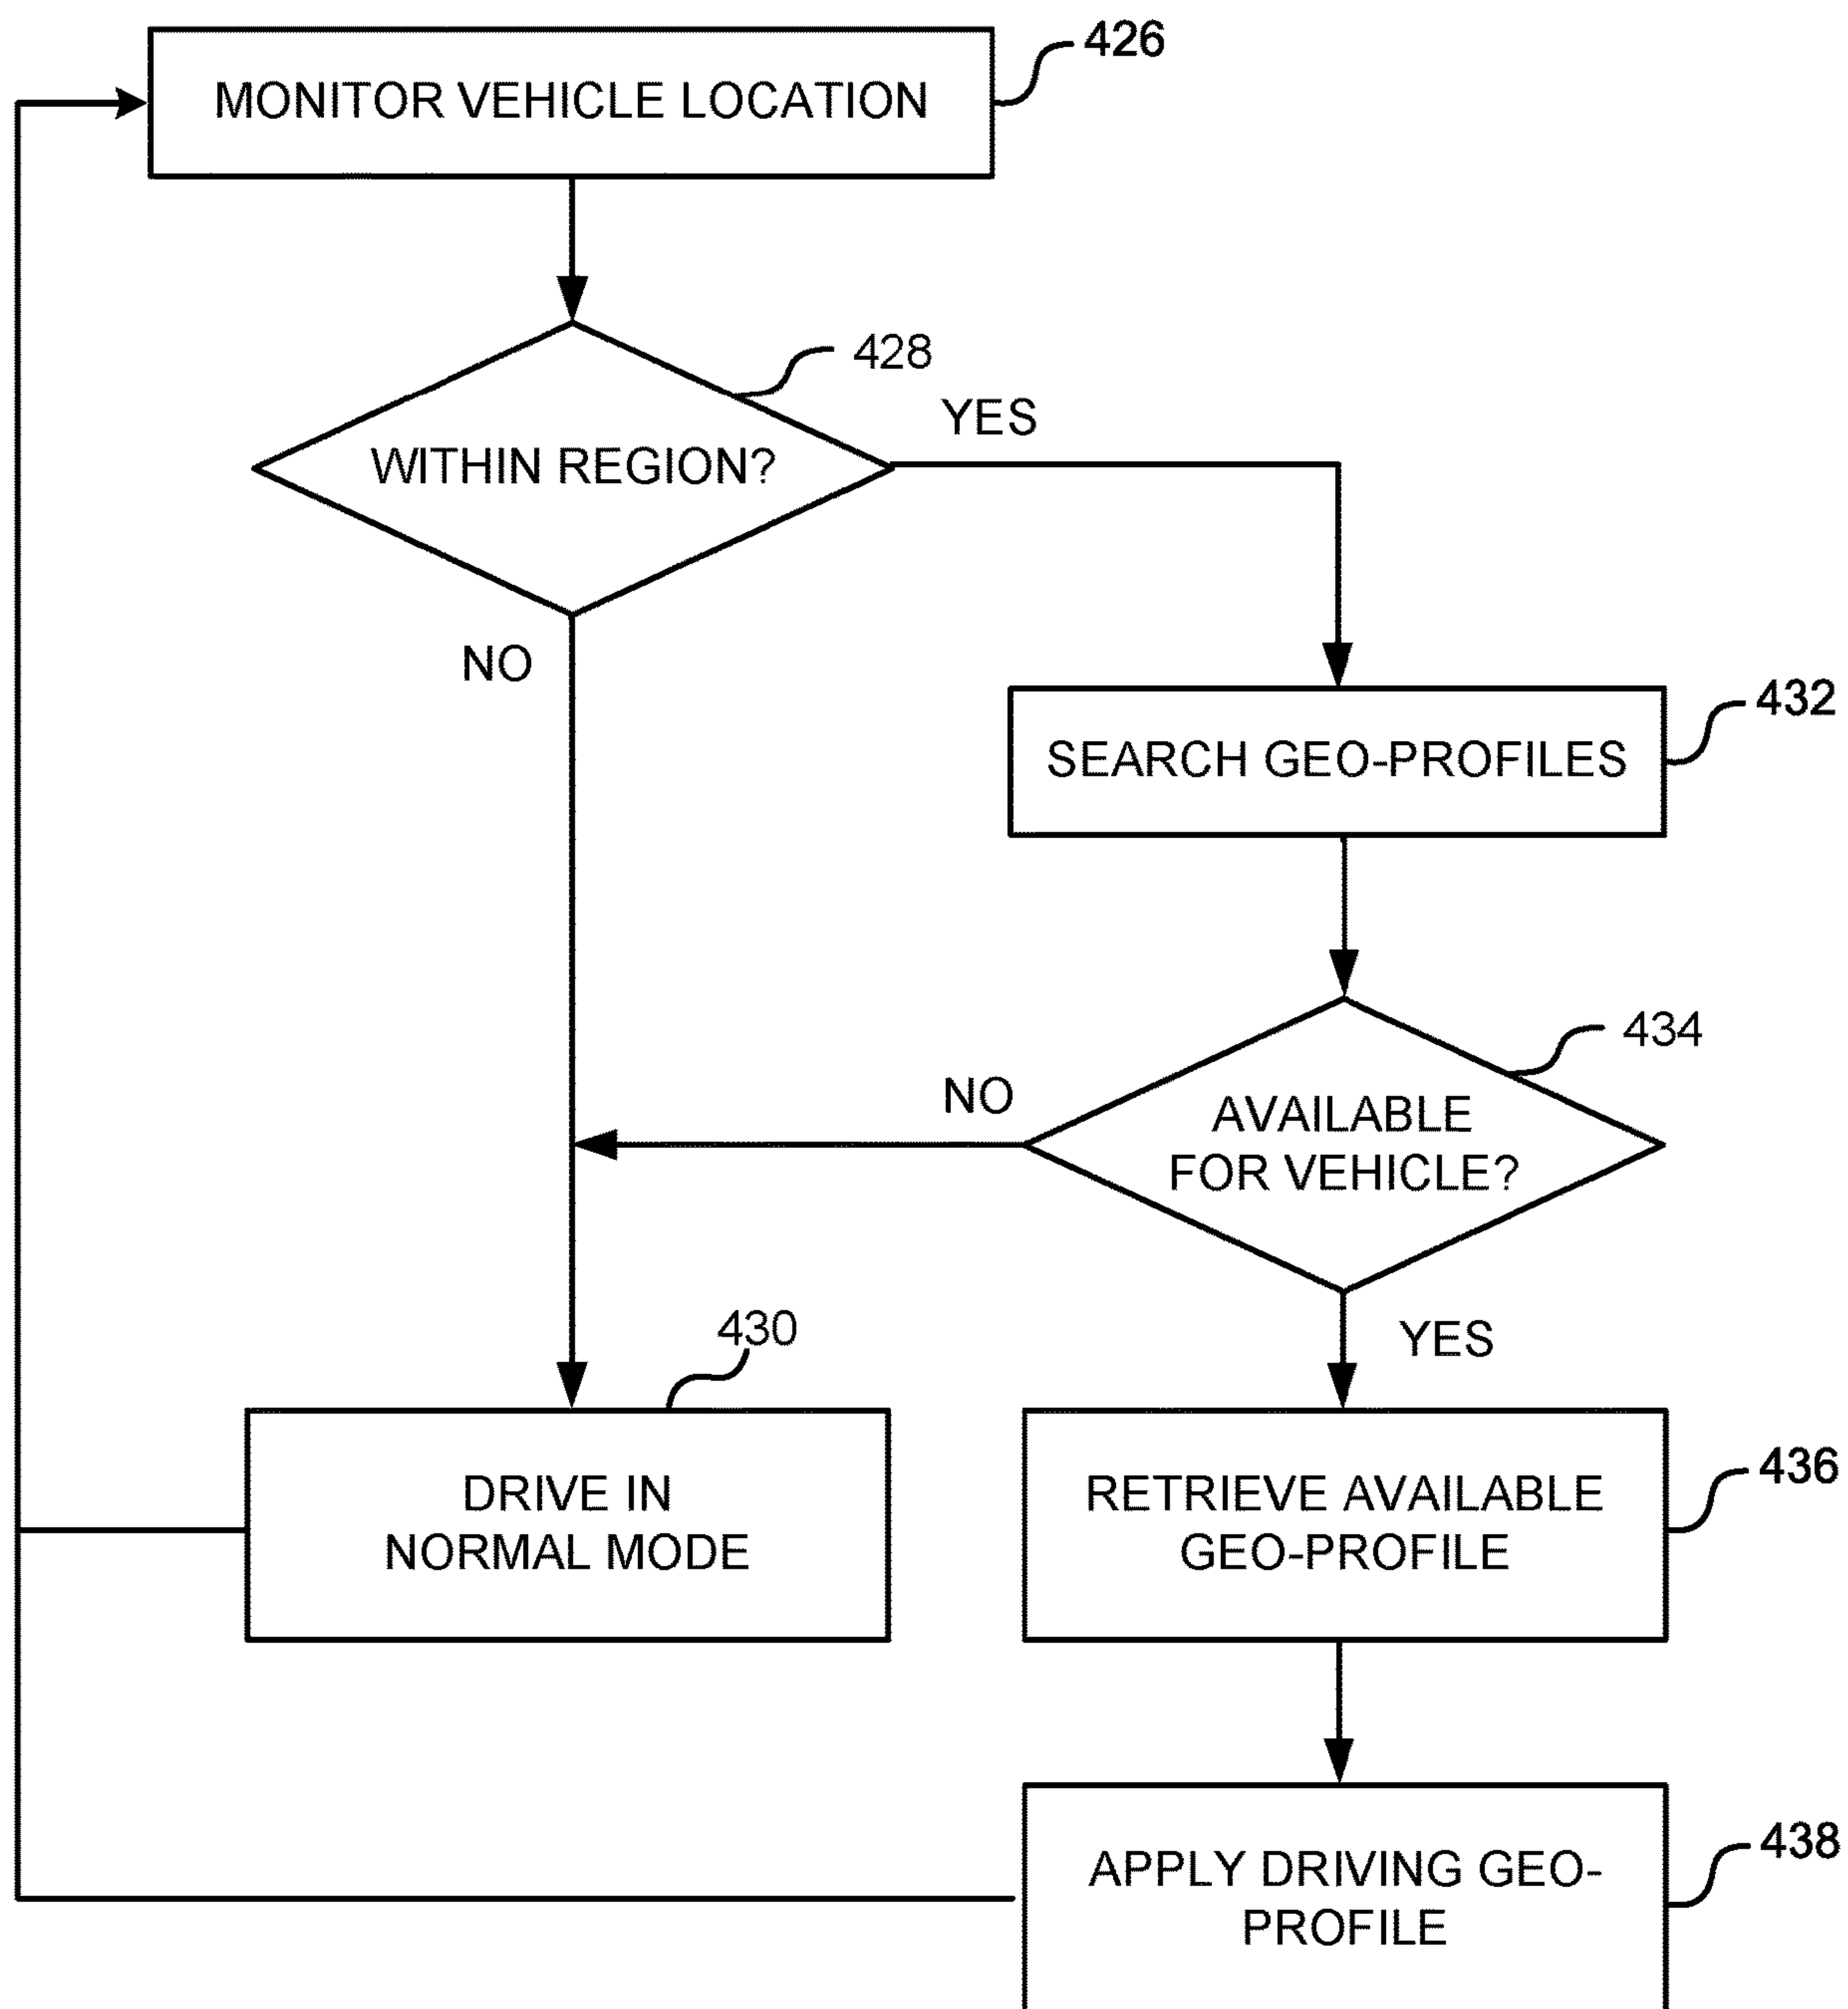 426
MONITOR VEHICLE LOCATION
428
YES
WITHIN REGION?
NO
432
SEARCH GEO-PROFILES
434
NO
AVAILABLE
FOR VEHICLE?
430
YES
DRIVE IN
NORMAL MODE
436
RETRIEVE AVAILABLE
GEO-PROFILE
438
APPLY DRIVING GEO-
PROFILE